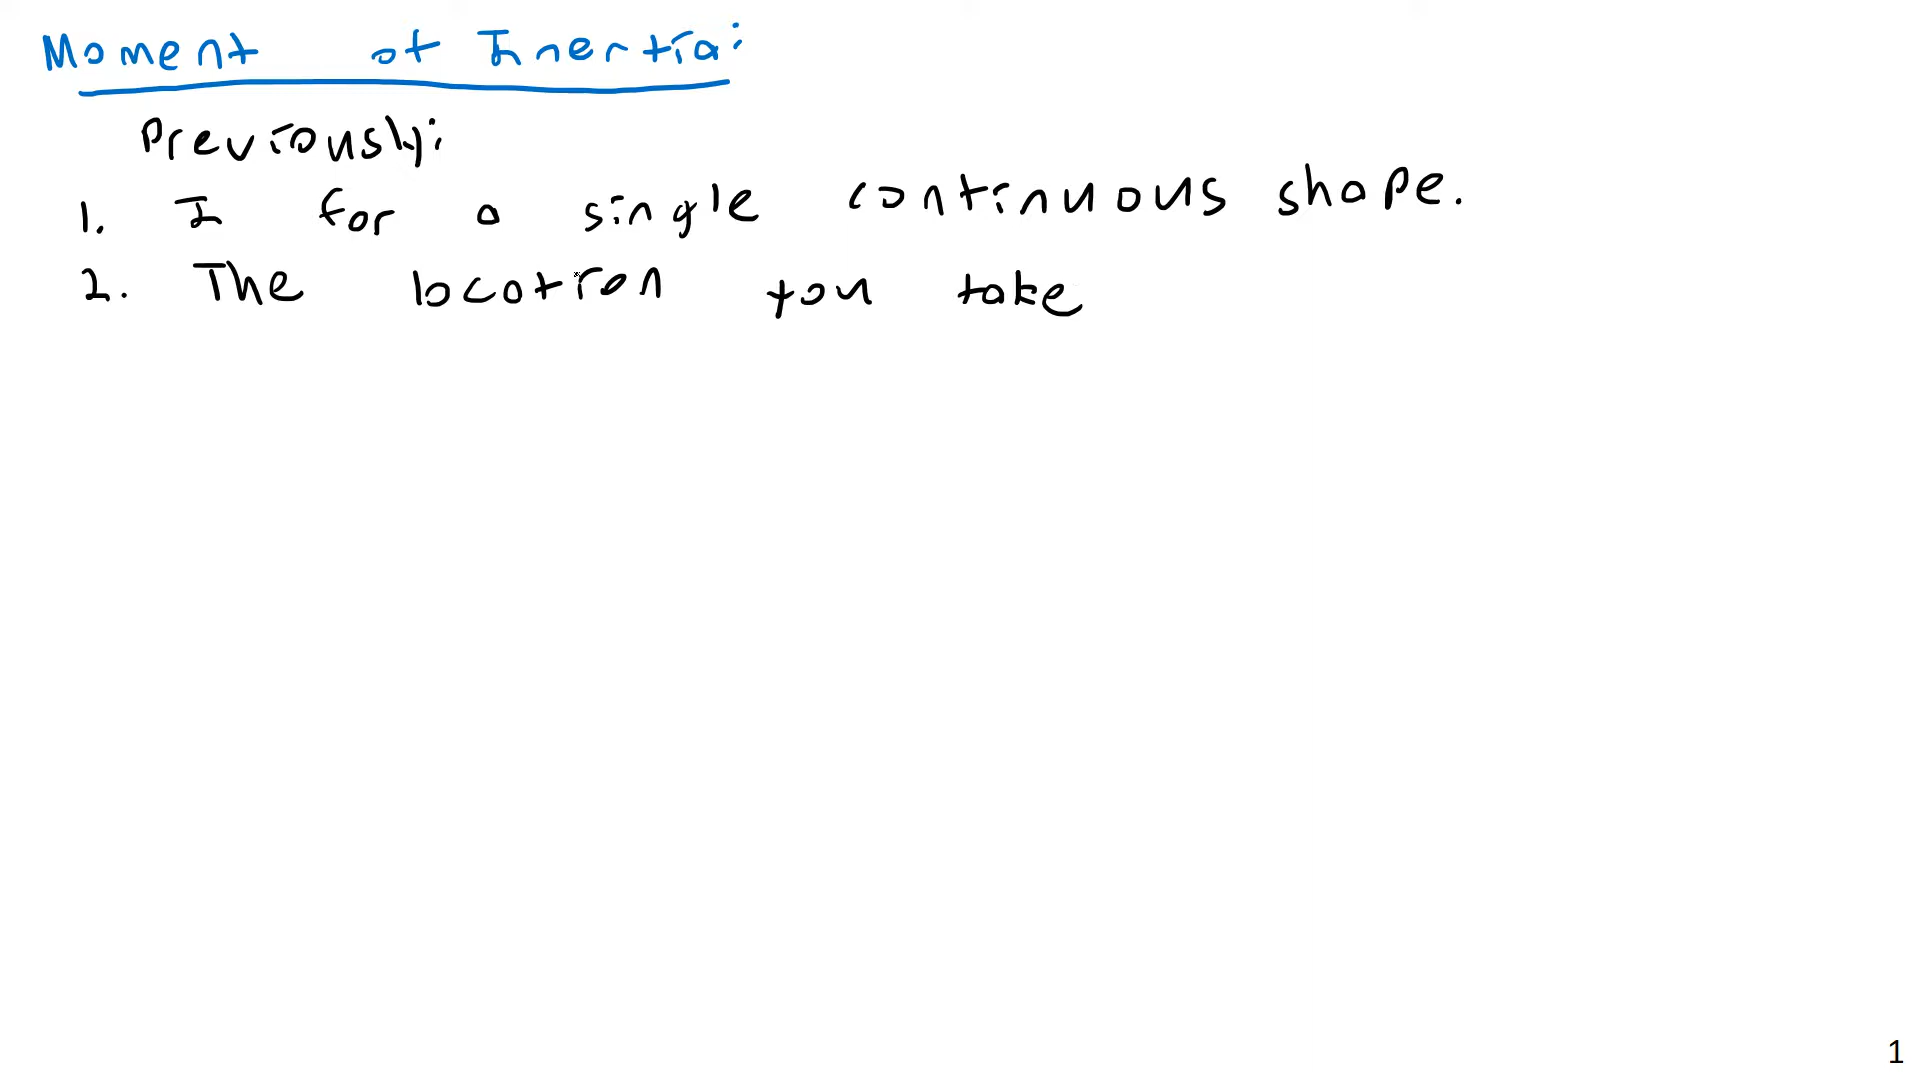 Moment of Inertia:
Previously:
1. I for a single continuous shape.
2. The location you take
1